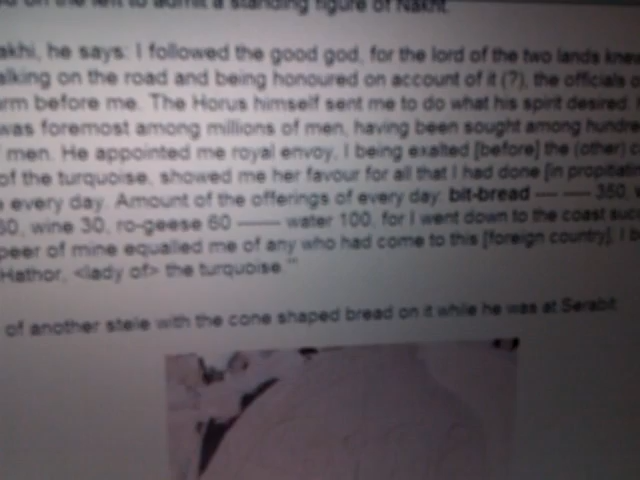 on the left to admit a standing figure of Nakht.
akhi, he says: I followed the good god, for the lord of the two lands knew
alking on the road and being honoured on account of it (?), the officials
before me. The Horus himself sent me to do what his spirit desired.
was foremost among millions of men, having been sought among hundre
men. He appointed me royal envoy, I being exalted [before] the (other)
of the turquoise, showed me her favour for all that I had done [in propitiatin
every day. Amount of the offerings of every day: bit-bread — — 350,
30, wine 30, ro-geese 60 —— water 100, for I went down to the coast
peer of mine equalled me of any who had come to this [foreign country]. I
Hathor, <lady of> the turquoise."
of another stele with the cone shaped bread on it while he was at Serabit